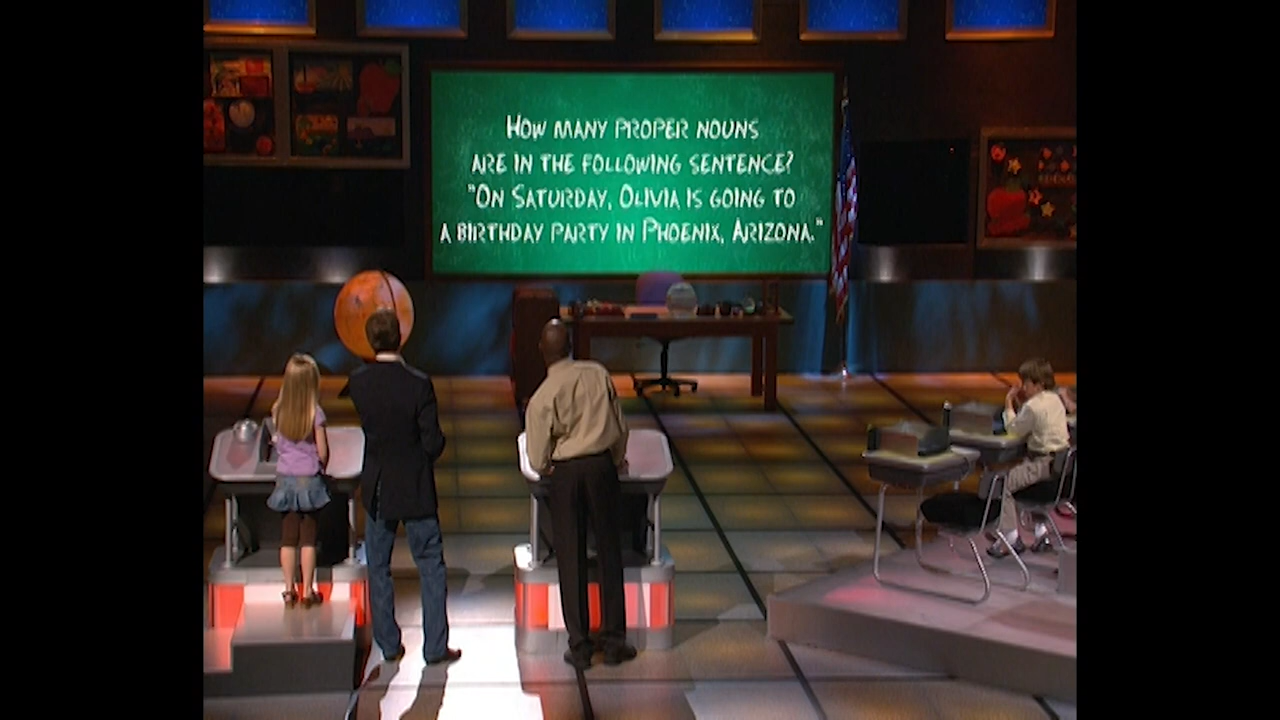 HOW MANY PROPER NOUNS
ARE IN THE FOLLOWING SENTENCE?
"ON SATURDAY, OLIVIA IS GOING TO
A BIRTHDAY PARTY IN PHOENIX, ARIZONA."